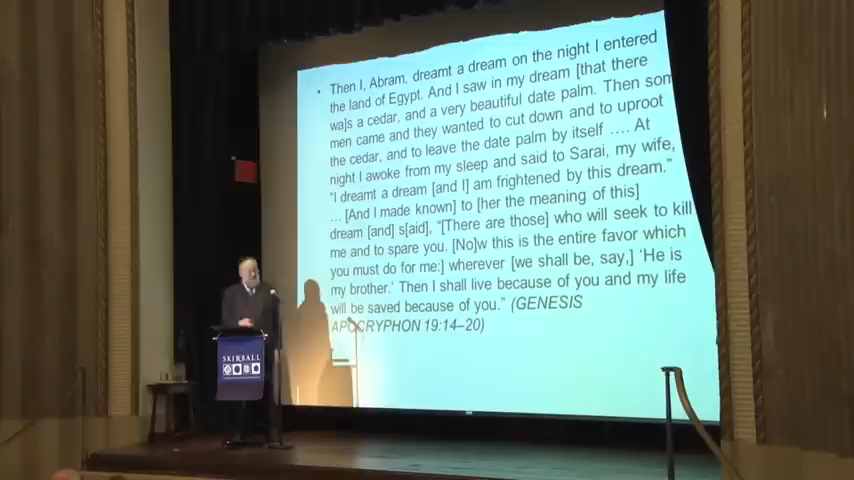 • Then I, Abram, dreamt a dream on the night I entered
the land of Egypt. And I saw in my dream [that there
wa]s a cedar, and a very beautiful date palm. Then som
men came and they wanted to cut down and to uproot
the cedar, and to leave the date palm by itself …. At
night I awoke from my sleep and said to Sarai, my wife,
"I dreamt a dream [and I] am frightened by this dream."
… [And I made known] to [her the meaning of this]
dream [and] s[aid], "[There are those] who will seek to kill
me and to spare you. [No]w this is the entire favor which
you must do for me:] wherever [we shall be, say,] 'He is
my brother.' Then I shall live because of you and my life
will be saved because of you." (GENESIS
APOCRYPHON 19:14–20)
SKIRBALL